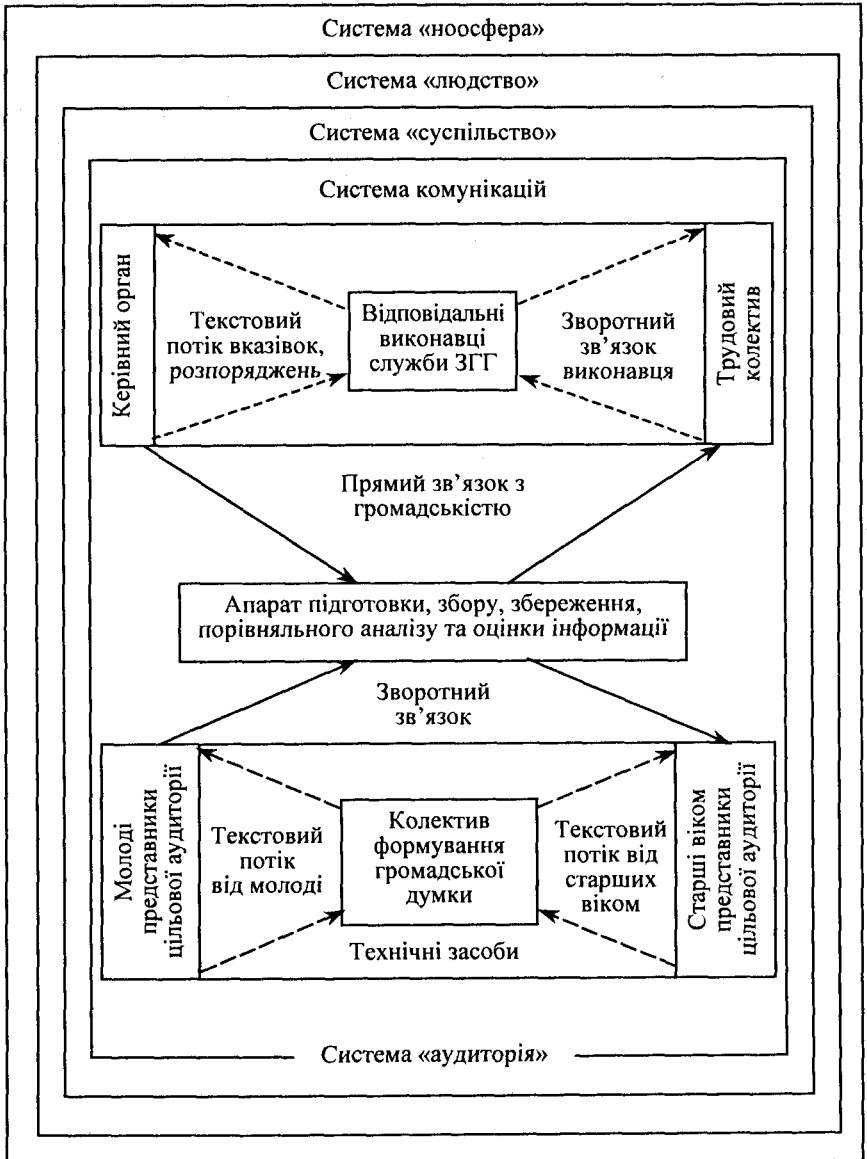 Система «ноосфера»
Система «людство»
Система «суспільство»
Система комунікацій
Керівний орган
Текстовий
потік вказівок,
розпоряджень
Відповідальні
виконавці
служби ЗГГ
Зворотний
зв’язок
виконавця
Трудовий
колектив
Прямий зв’язок з
громадськістю
Апарат підготовки, збору, збереження,
порівняльного аналізу та оцінки інформації
Зворотний
зв’язок
Молоді
представники
цільової аудиторії
Текстовий
потік
від молоді
Колектив
формування
громадської
думки
Текстовий
потік від
старших
віком
Старші віком
представники
цільової аудиторії
Технічні засоби
Система «аудиторія»